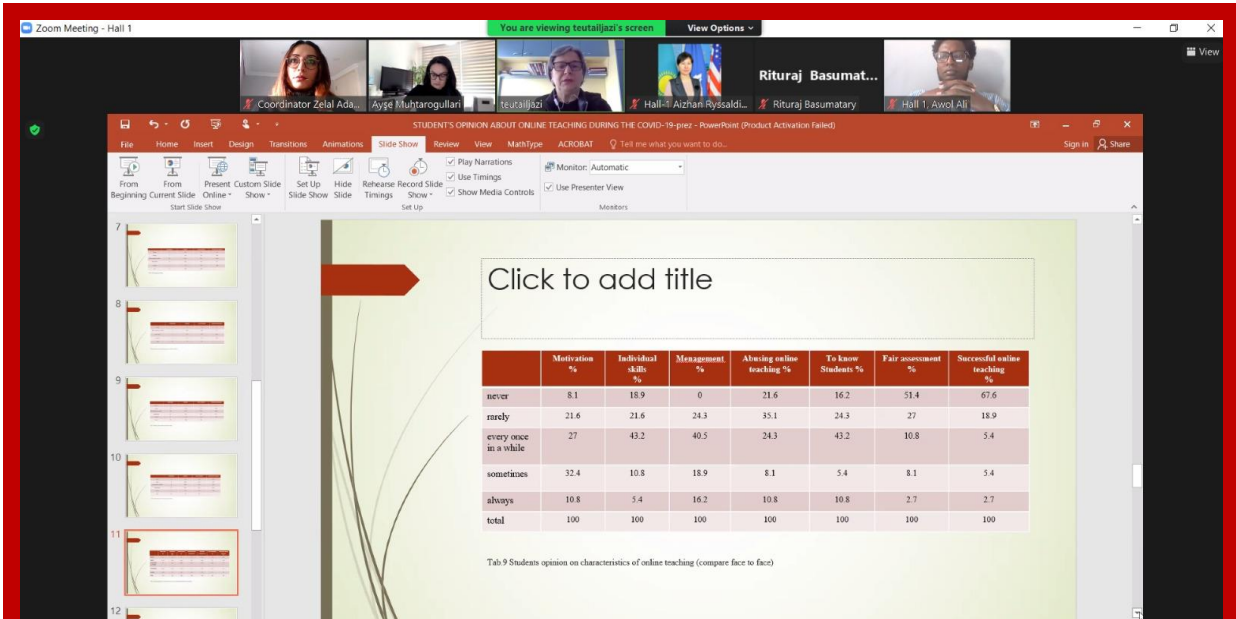 Zoom Meeting - Hall 1
You are viewing teutailjazi's screen
View Options
View
Coordinator Zelal Ada...
Ayşe Muhtarogullari
teutailjazi
Hall-1 Aizhan Ryssaldi...
Rituraj Basumat...
Rituraj Basumatary
Hall 1, Awol Ali
STUDENT'S OPINION ABOUT ONLINE TEACHING DURING THE COVID-19-prez - PowerPoint (Product Activation Failed)
File Home Insert Design Transitions Animations Slide Show Review View MathType ACROBAT Tell me what you want to do... Sign in Share
From Beginning
From Current Slide
Present Online
Custom Slide Show
Set Up Slide Show
Hide Slide
Rehearse Timings
Record Slide Show
Play Narrations
Use Timings
Show Media Controls
Monitor: Automatic
Use Presenter View
Start Slide Show
Set Up
Monitors
7
8
9
10
11
12
Click to add title
Motivation % Individual skills % Menagement % Abusing online teaching % To know Students % Fair assessment % Successful online teaching %
never 8.1 18.9 0 21.6 16.2 51.4 67.6
rarely 21.6 21.6 24.3 35.1 24.3 27 18.9
every once in a while 27 43.2 40.5 24.3 43.2 10.8 5.4
sometimes 32.4 10.8 18.9 8.1 5.4 8.1 5.4
always 10.8 5.4 16.2 10.8 10.8 2.7 2.7
total 100 100 100 100 100 100 100
Tab.9 Students opinion on characteristics of online teaching (compare face to face)